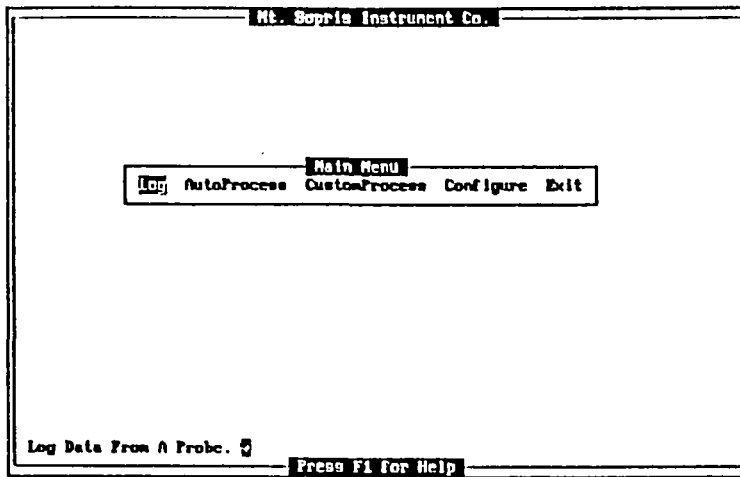 Mt. Sopris Instrument Co.
Main Menu
Log AutoProcess CustomProcess Configure Exit
Log Data From A Probe.
Press F1 for Help